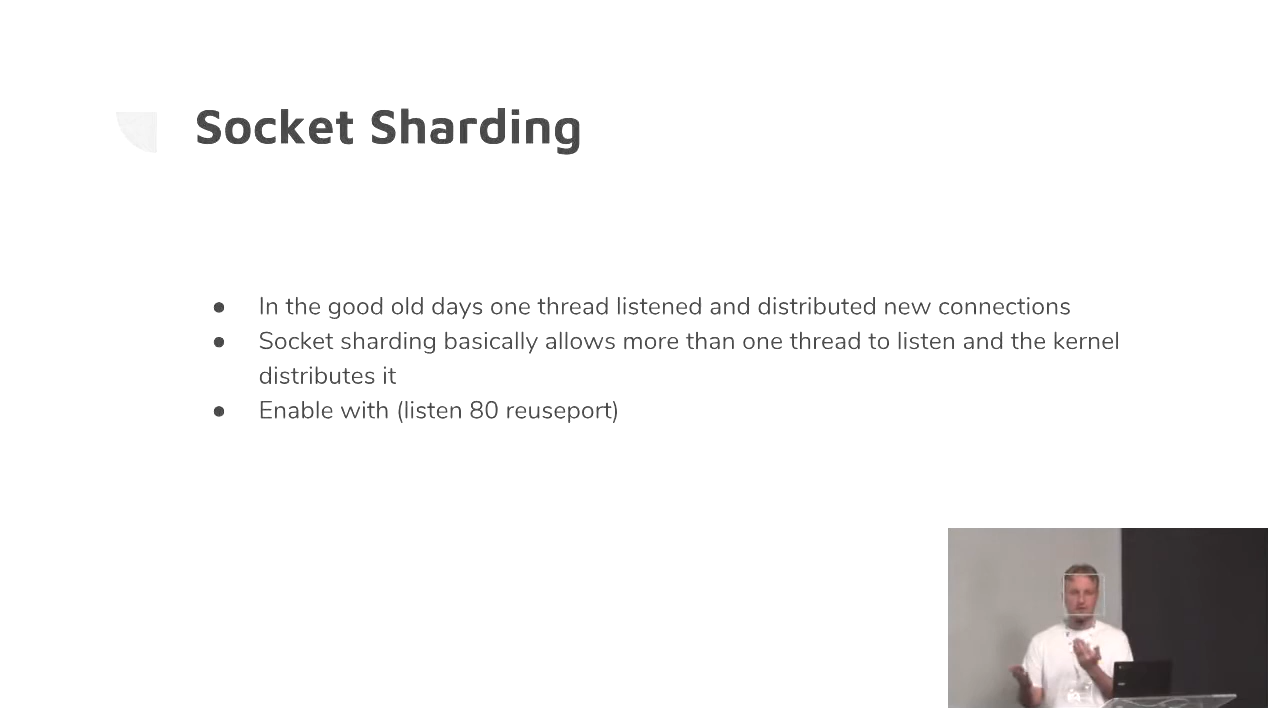 Socket Sharding
● In the good old days one thread listened and distributed new connections
● Socket sharding basically allows more than one thread to listen and the kernel
distributes it
● Enable with (listen 80 reuseport)